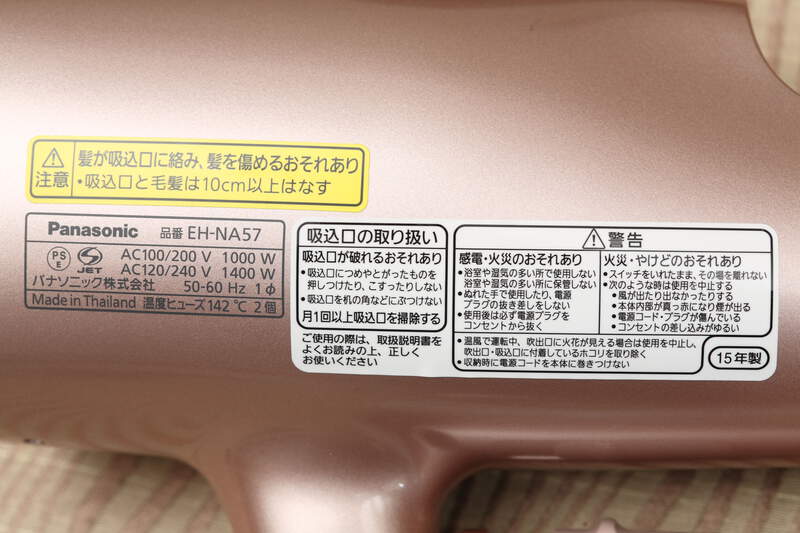 注意
髪が吸込口に絡み、髪を傷めるおそれあり
・吸込口と毛髪は10cm以上はなす
Panasonic 品番 EH-NA57
PS E JET
AC100/200 V 1000 W
AC120/240 V 1400 W
パナソニック株式会社 50-60 Hz 1φ
Made in Thailand 温度ヒューズ142℃ 2個
吸込口の取り扱い
吸込口が破れるおそれあり
・吸込口につめやとがったものを
押しつけたり、こすったりしない
・吸込口を机の角などにぶつけない
月1回以上吸込口を掃除する
ご使用の際は、取扱説明書を
よくお読みの上、正しく
お使いください
警告
感電・火災のおそれあり
・浴室や湿気の多い所で使用しない
浴室や湿気の多い所に保管しない
・ぬれた手で使用したり、電源
プラグの抜き差しをしない
・使用後は必ず電源プラグを
コンセントから抜く
火災・やけどのおそれあり
・スイッチをいれたまま、その場を離れない
・次のような時は使用を中止する
・風が出たり出なかったりする
・本体内部が真っ赤になり煙が出る
・電源コード・プラグが傷んでいる
・コンセントの差し込みがゆるい
・温風で運転中、吹出口に火花が見える場合は使用を中止し、
吹出口・吸込口に付着しているホコリを取り除く
・収納時に電源コードを本体に巻きつけない
15年製